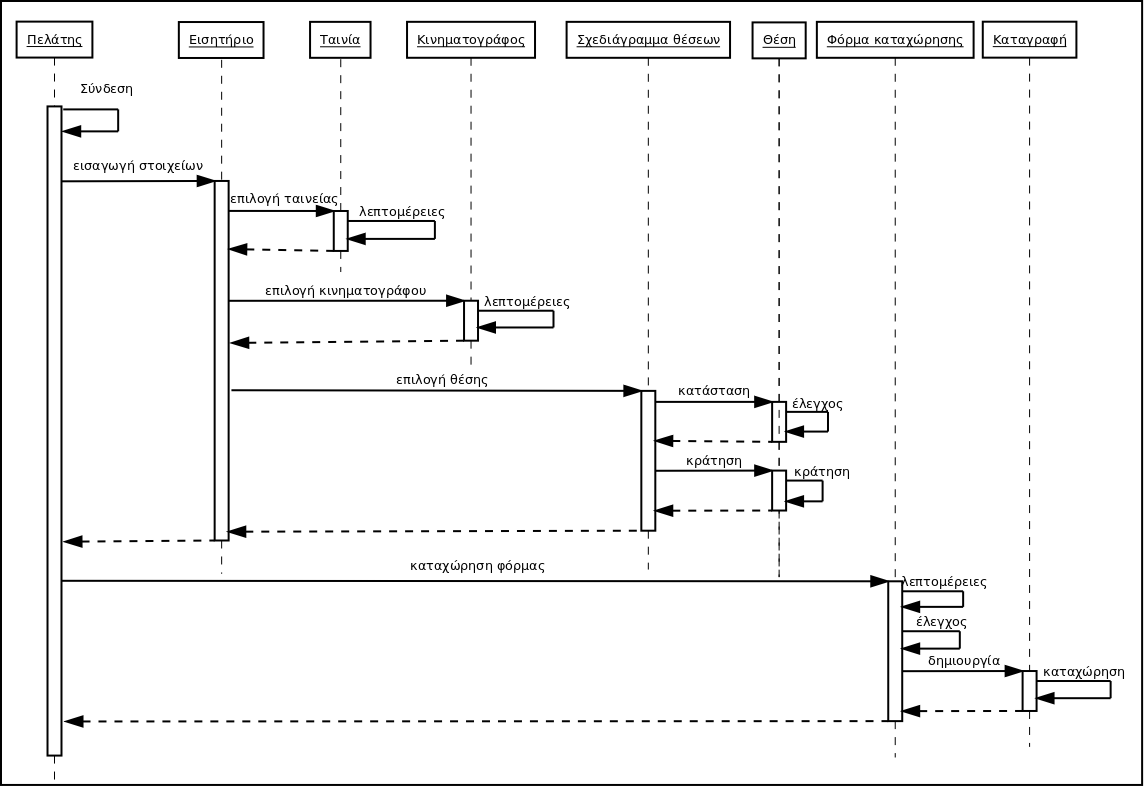 Πελάτης
Εισητήριο
Ταινία
Κινηματογράφος
Σχεδιάγραμμα θέσεων
Θέση
Φόρμα καταχώρησης
Καταγραφή
Σύνδεση
εισαγωγή στοιχείων
επιλογή ταινείας
λεπτομέρειες
επιλογή κινηματογράφου
λεπτομέρειες
επιλογή θέσης
κατάσταση
έλεγχος
κράτηση
κράτηση
καταχώρηση φόρμας
λεπτομέρειες
έλεγχος
δημιουργία
καταχώρηση